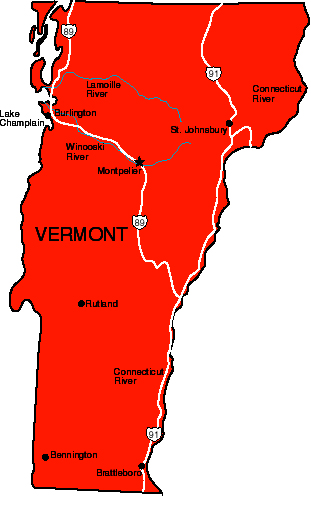 89
91
Lamoille
River
Connecticut
River
Lake
Champlain
Burlington
St. Johnsbury
Winooski
River
Montpelier
89
VERMONT
Rutland
Connecticut
River
91
Bennington
Brattleboro